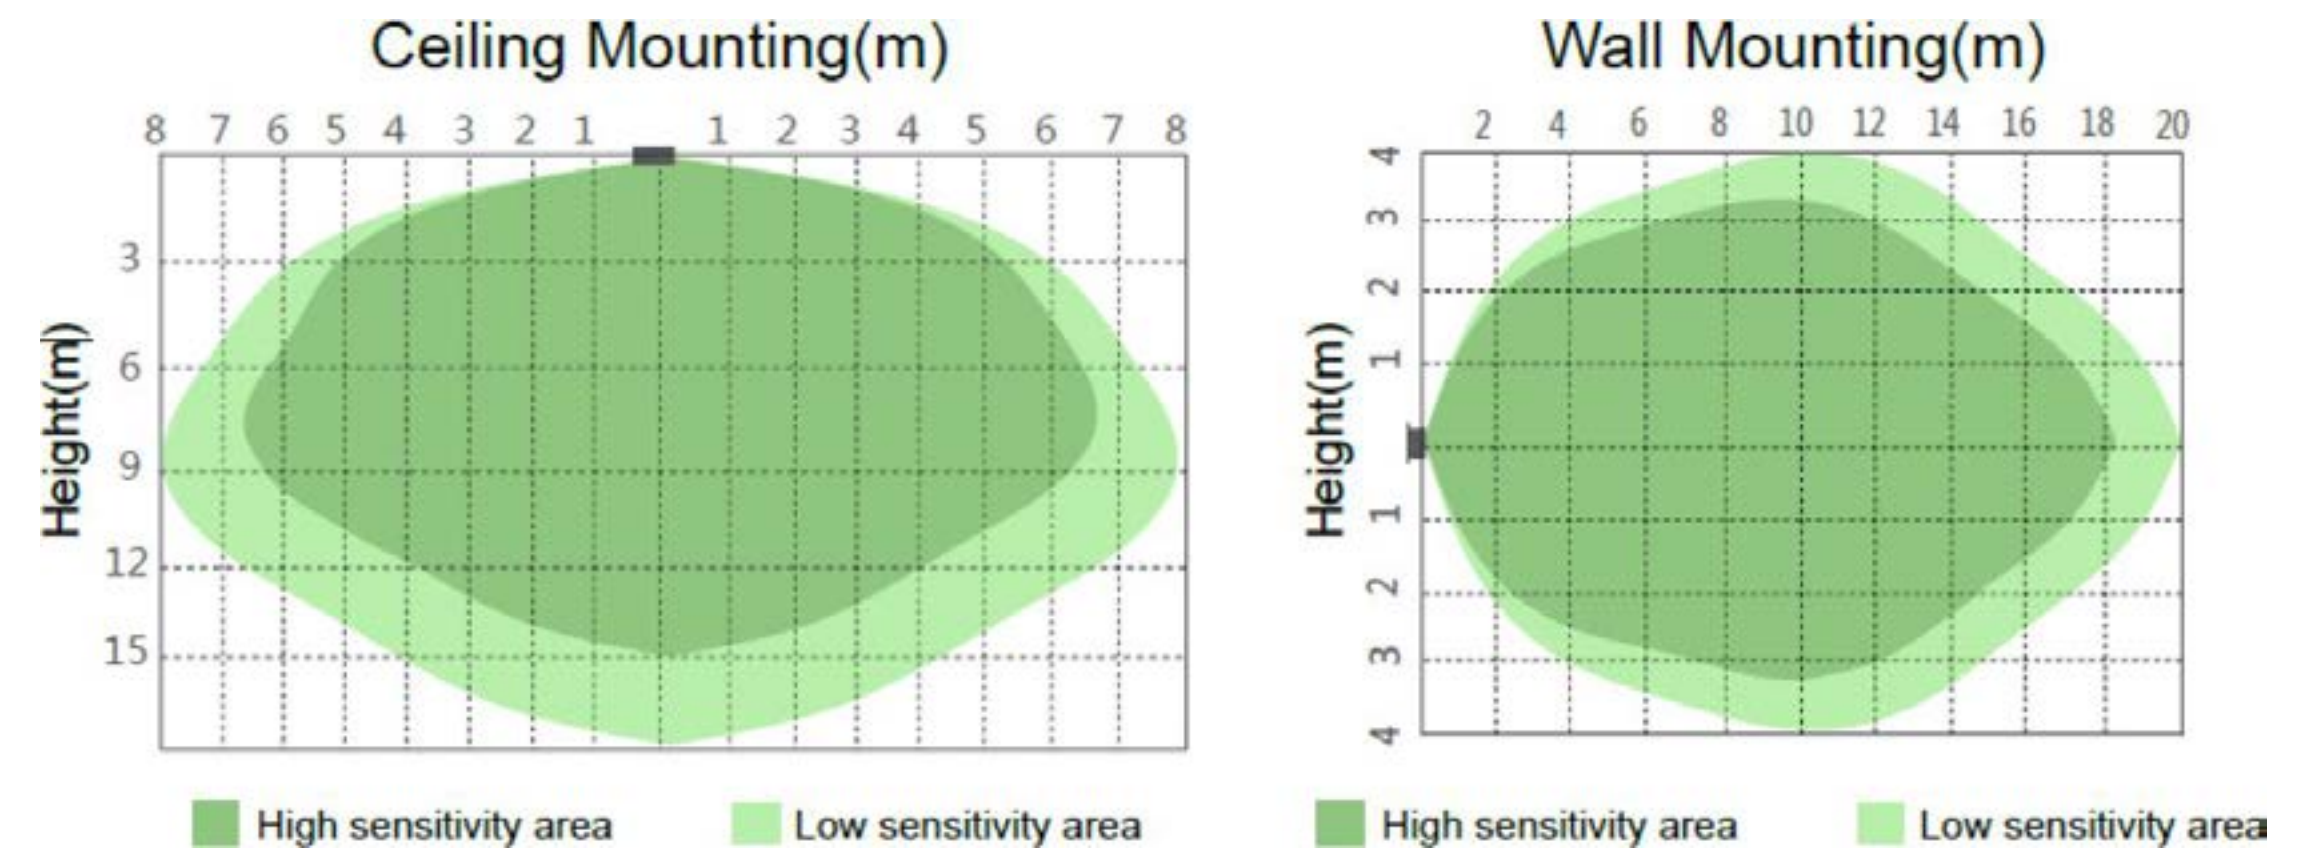 Ceiling Mounting(m)
8 7 6 5 4 3 2 1 1 2 3 4 5 6 7 8
3
6
9
12
15
Height(m)
High sensitivity area
Low sensitivity area
Wall Mounting(m)
2 4 6 8 10 12 14 16 18 20
4
3
2
1
1
2
3
4
Height(m)
High sensitivity area
Low sensitivity area